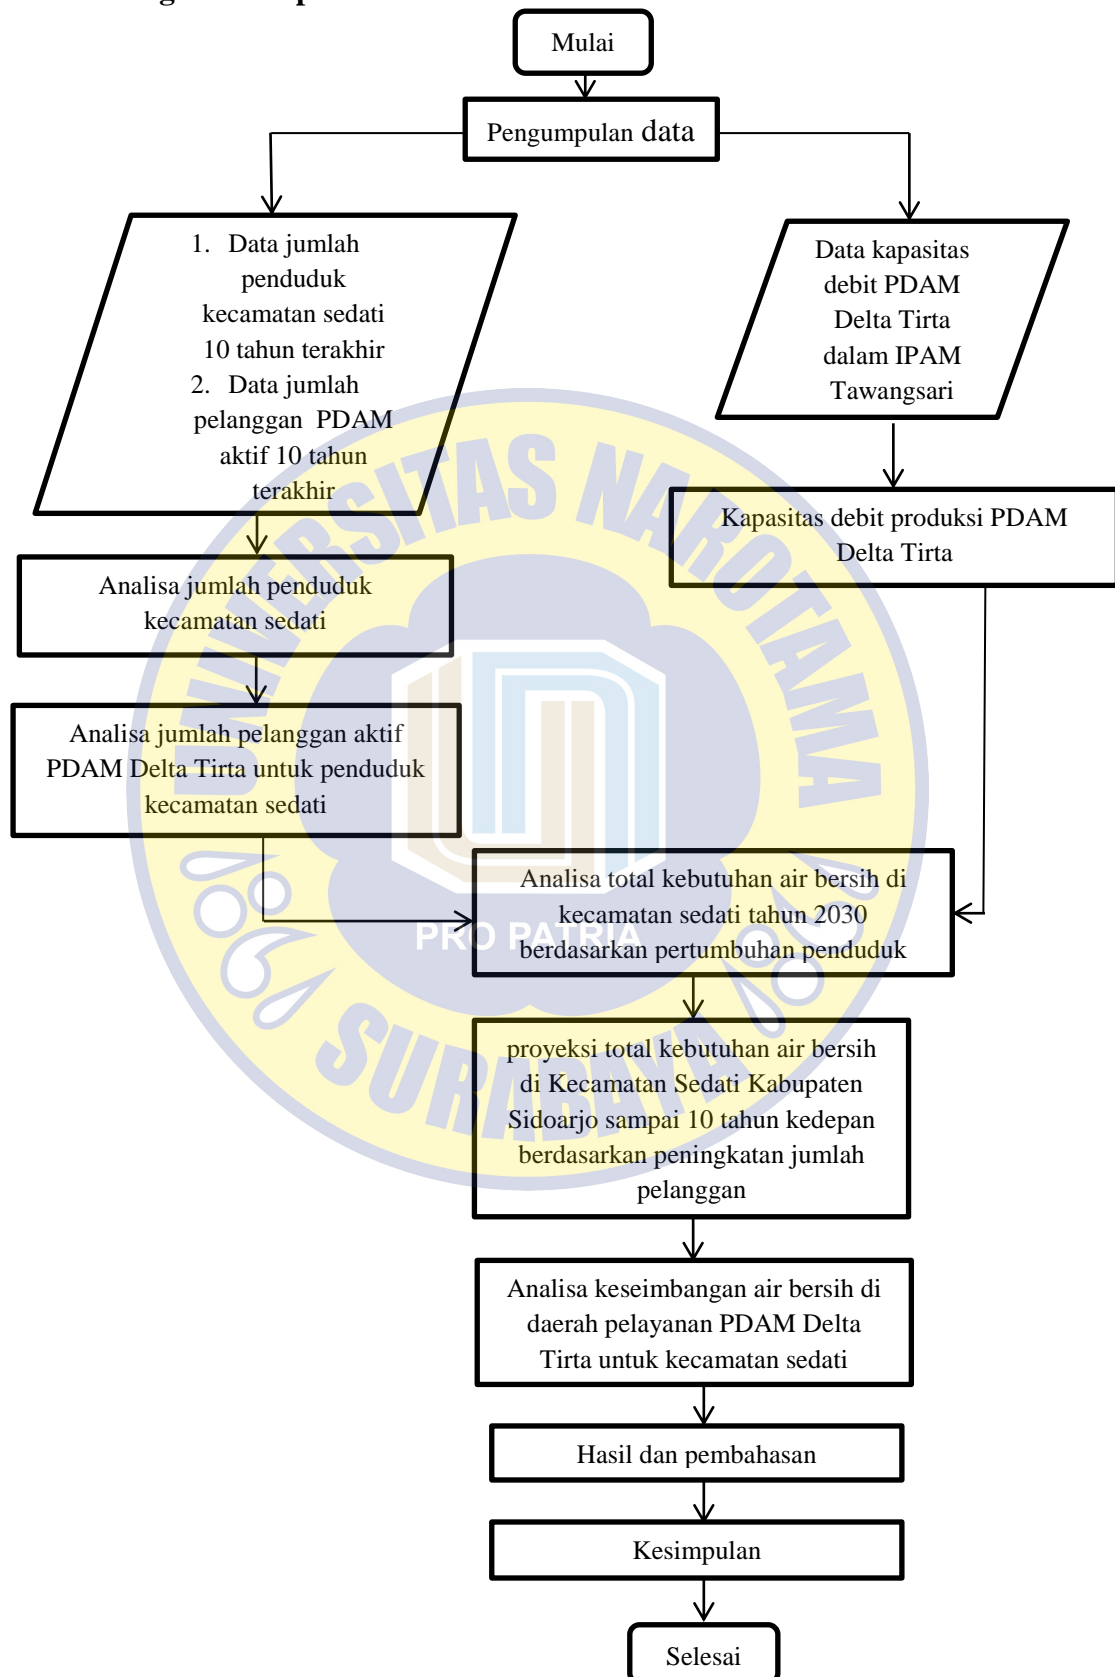 Mulai
Pengumpulan data
1. Data jumlah
penduduk
kecamatan sedati
10 tahun terakhir
2. Data jumlah
pelanggan PDAM
aktif 10 tahun
terakhir
Data kapasitas
debit PDAM
Delta Tirta
dalam IPAM
Tawangsari
Kapasitas debit produksi PDAM
Delta Tirta
Analisa jumlah penduduk
kecamatan sedati
Analisa jumlah pelanggan aktif
PDAM Delta Tirta untuk penduduk
kecamatan sedati
Analisa total kebutuhan air bersih di
kecamatan sedati tahun 2030
berdasarkan pertumbuhan penduduk
proyeksi total kebutuhan air bersih
di Kecamatan Sedati Kabupaten
Sidoarjo sampai 10 tahun kedepan
berdasarkan peningkatan jumlah
pelanggan
Analisa keseimbangan air bersih di
daerah pelayanan PDAM Delta
Tirta untuk kecamatan sedati
Hasil dan pembahasan
Kesimpulan
Selesai
UNIVERSITAS NAROTAMA
PRO PATRIA
SURABAYA